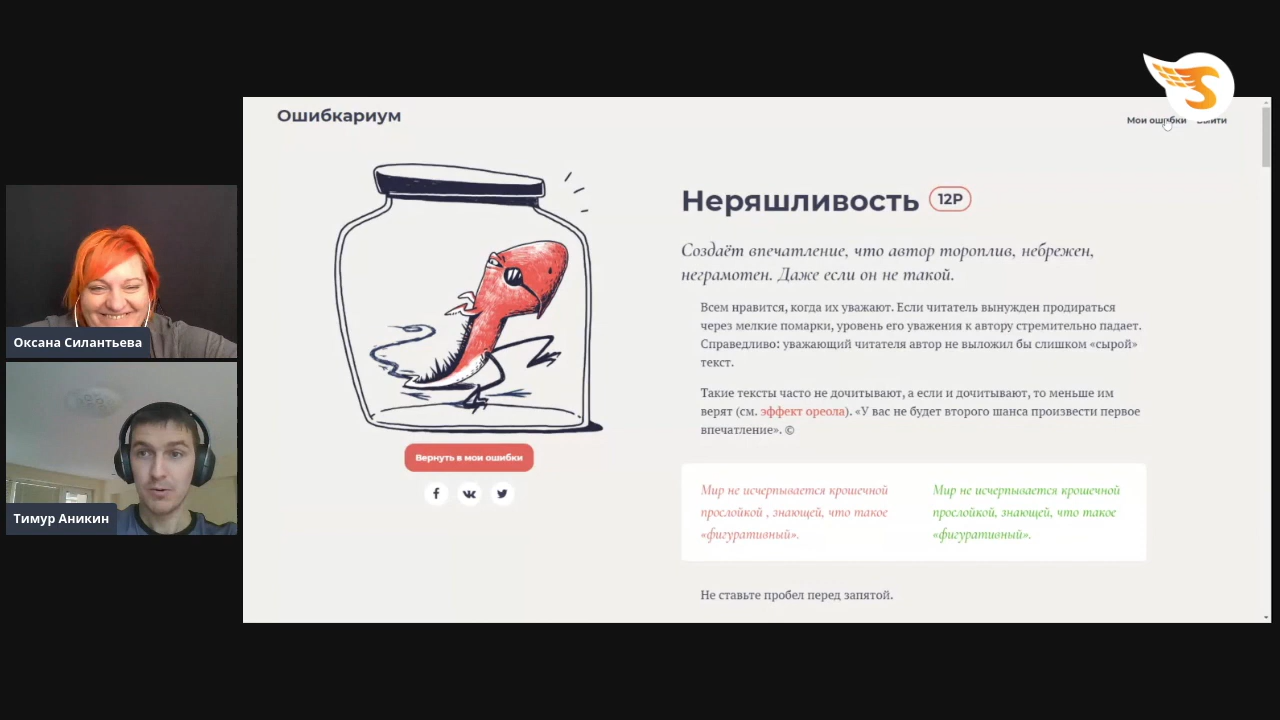 Ошибкариум
Мои ошибки
Выйти
Неряшливость 12Р
Создаёт впечатление, что автор тороплив, небрежен,
неграмотен. Даже если он не такой.
Всем нравится, когда их уважают. Если читатель вынужден продираться
через мелкие помарки, уровень его уважения к автору стремительно падает.
Справедливо: уважающий читателя автор не выложил бы слишком «сырой»
текст.
Такие тексты часто не дочитывают, а если и дочитывают, то меньше им
верят (см. эффект ореола). «У вас не будет второго шанса произвести первое
впечатление». ©
Вернуть в мои ошибки
Мир не исчерпывается крошечной
прослойкой , знающей, что такое
«фигуративный».
Мир не исчерпывается крошечной
прослойкой, знающей, что такое
«фигуративный».
Не ставьте пробел перед запятой.
Оксана Силантьева
Тимур Аникин